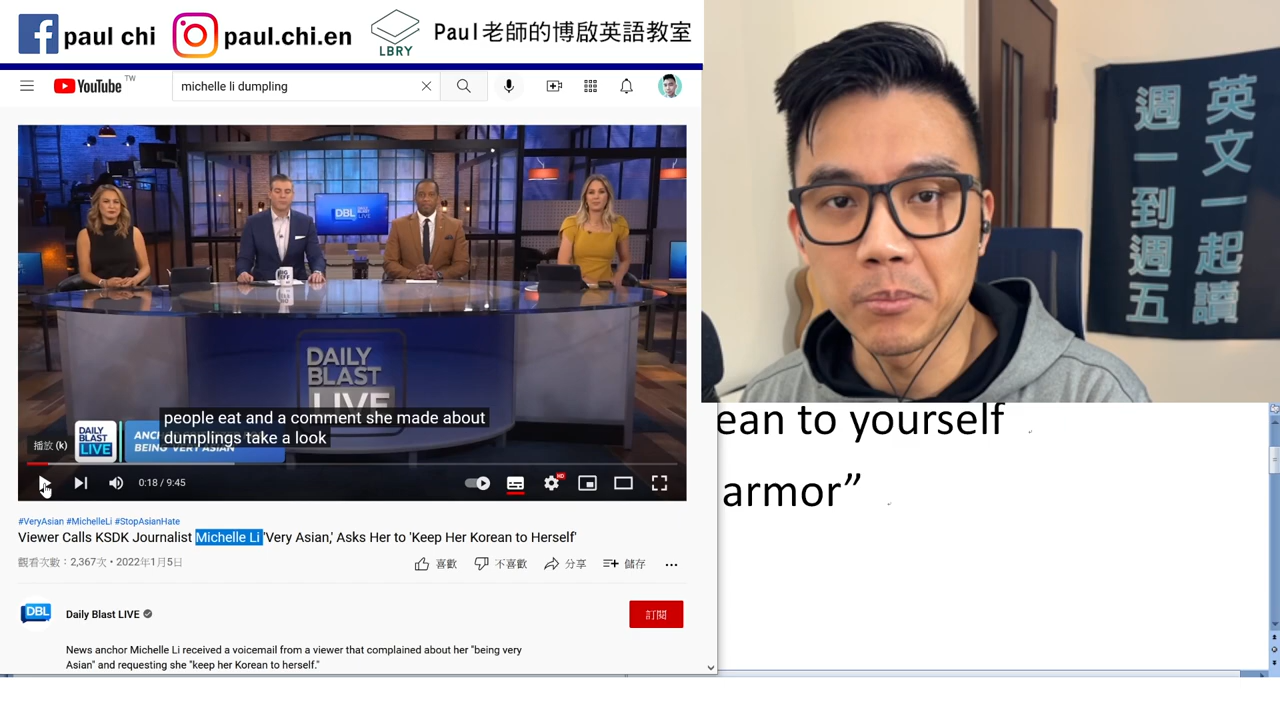 paul chi
paul.chi.en
LBRY
Paul老師的博啟英語教室
YouTube TW
michelle li dumpling
DBL
LIVE
DAILY
BLAST
LIVE
people eat and a comment she made about
dumplings take a look
播放 (k)
DAILY
BLAST
LIVE
BEING VERY ASIAN
0:18 / 9:45
HD
#VeryAsian #MichelleLi #StopAsianHate
Viewer Calls KSDK Journalist Michelle Li 'Very Asian,' Asks Her to 'Keep Her Korean to Herself'
觀看次數：2,367次 • 2022年1月5日
喜歡
不喜歡
分享
儲存
DBL
Daily Blast LIVE
訂閱
News anchor Michelle Li received a voicemail from a viewer that complained about her "being very
Asian" and requesting she "keep her Korean to herself."
英文一起讀
週一到週五
ean to yourself
armor”